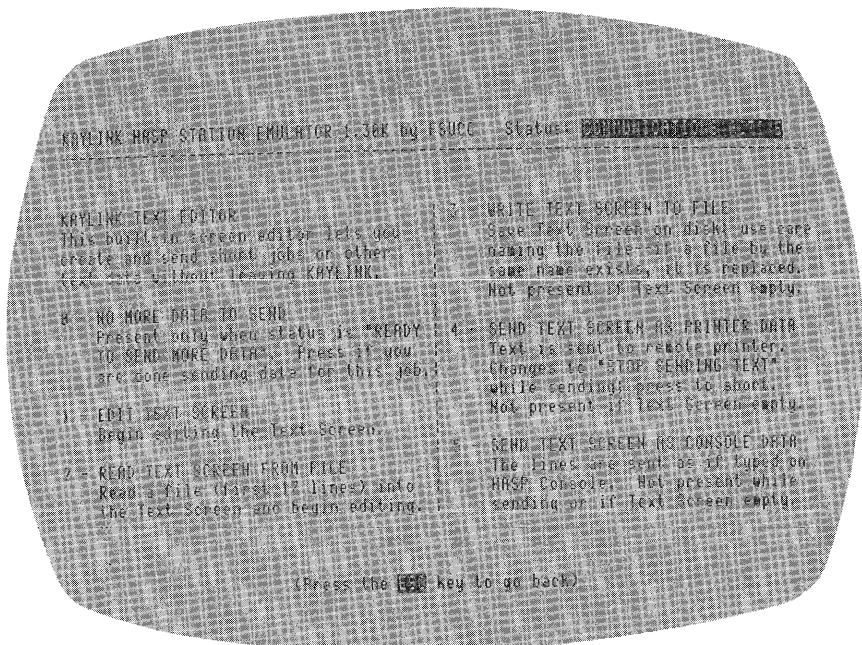 KAYLINK HASP STATION EMULATOR 1.30K by FSUCC   Status:
KAYLINK TEXT EDITOR
This built-in screen editor lets you
create and send short jobs or other
text data without leaving KAYLINK.
0 - NO MORE DATA TO SEND
Present only when status is "READY
TO SEND MORE DATA".  Press if you
are done sending data for this job.
1 - EDIT TEXT SCREEN
Begin editing the Text Screen.
2 - READ TEXT SCREEN FROM FILE
Read a file (first 17 lines) into
the Text Screen and begin editing.
3 - WRITE TEXT SCREEN TO FILE
Save Text Screen on disk; use care
naming the file--if a file by the
same name exists, it is replaced.
Not present if Text Screen empty.
4 - SEND TEXT SCREEN AS PRINTER DATA
Text is sent to remote printer.
Changes to "STOP SENDING TEXT"
while sending; press to abort.
Not present if Text Screen empty.
5 - SEND TEXT SCREEN AS CONSOLE DATA
The lines are sent as if typed on
HASP Console.  Not present while
sending or if Text Screen empty.
(Press the ESC key to go back)